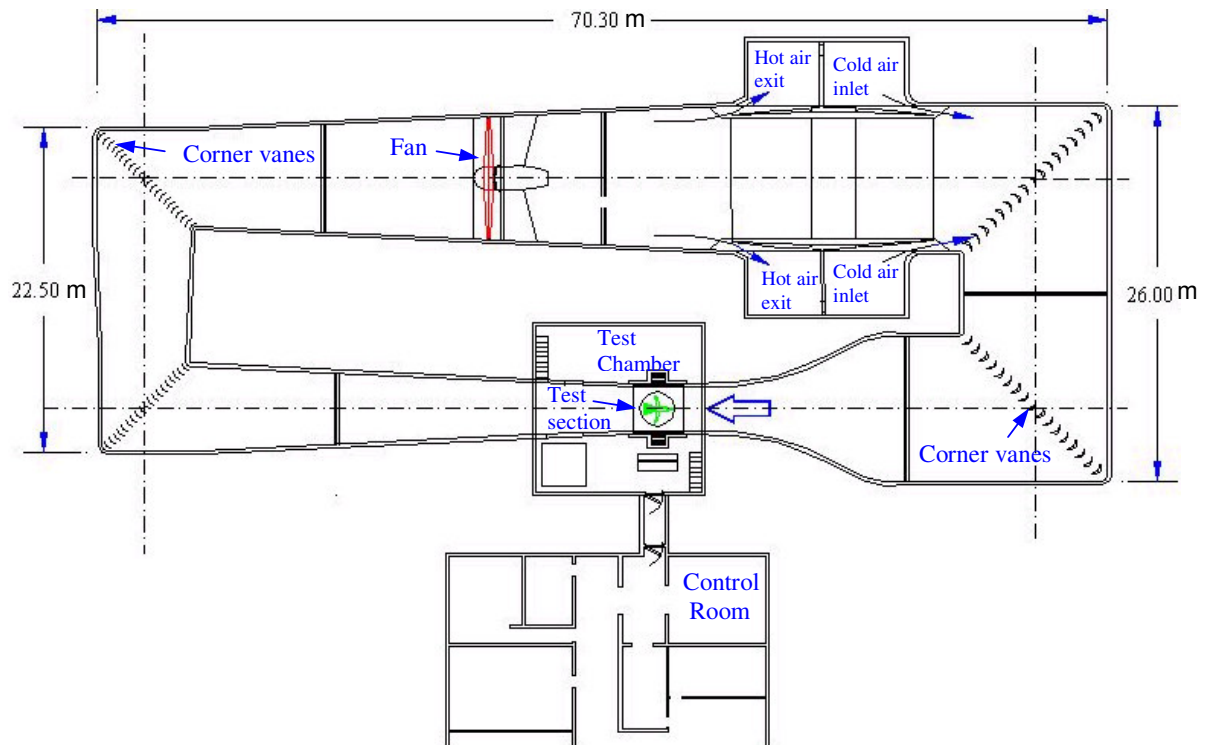 70.30 m
Hot air
exit
Cold air
inlet
Corner vanes
Fan
22.50 m
26.00 m
Hot air
exit
Cold air
inlet
Test
Chamber
Test
section
Corner vanes
Control
Room